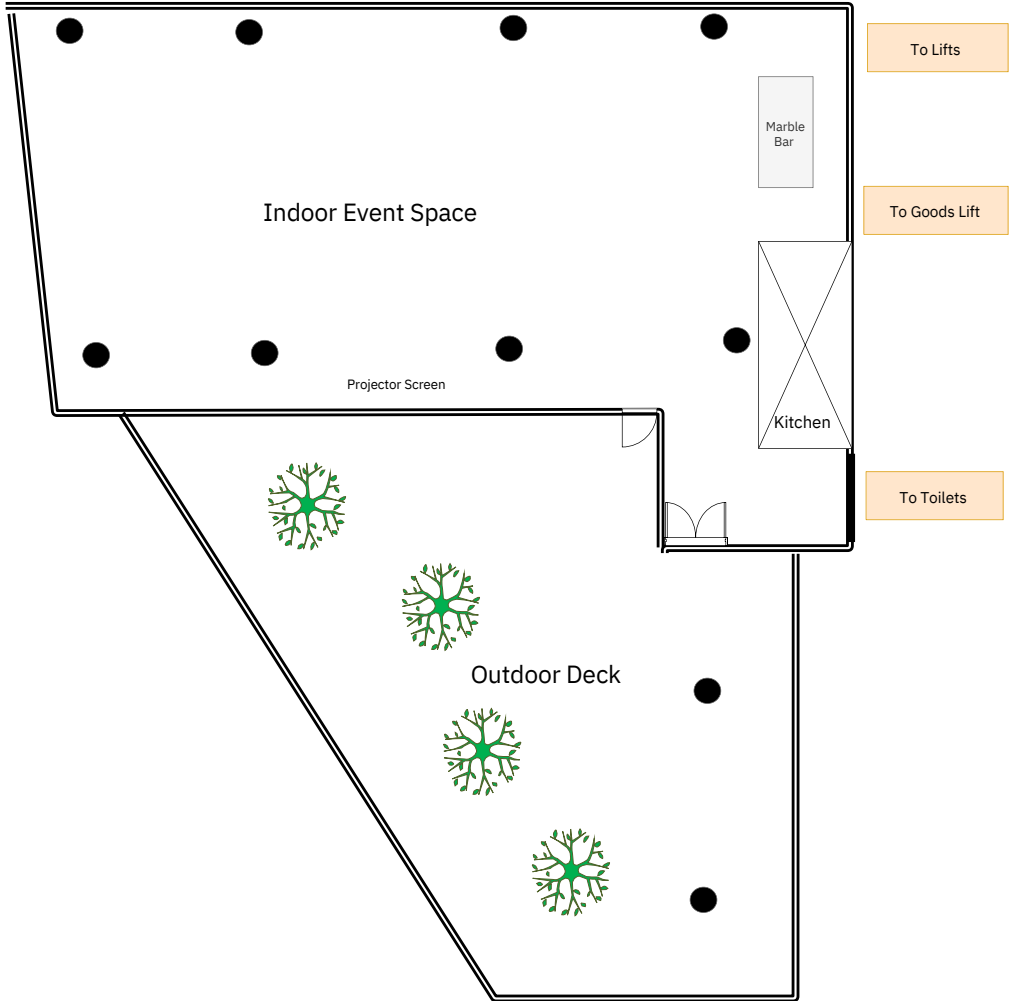 To Lifts
Marble
Bar
Indoor Event Space
To Goods Lift
Projector Screen
Kitchen
To Toilets
Outdoor Deck